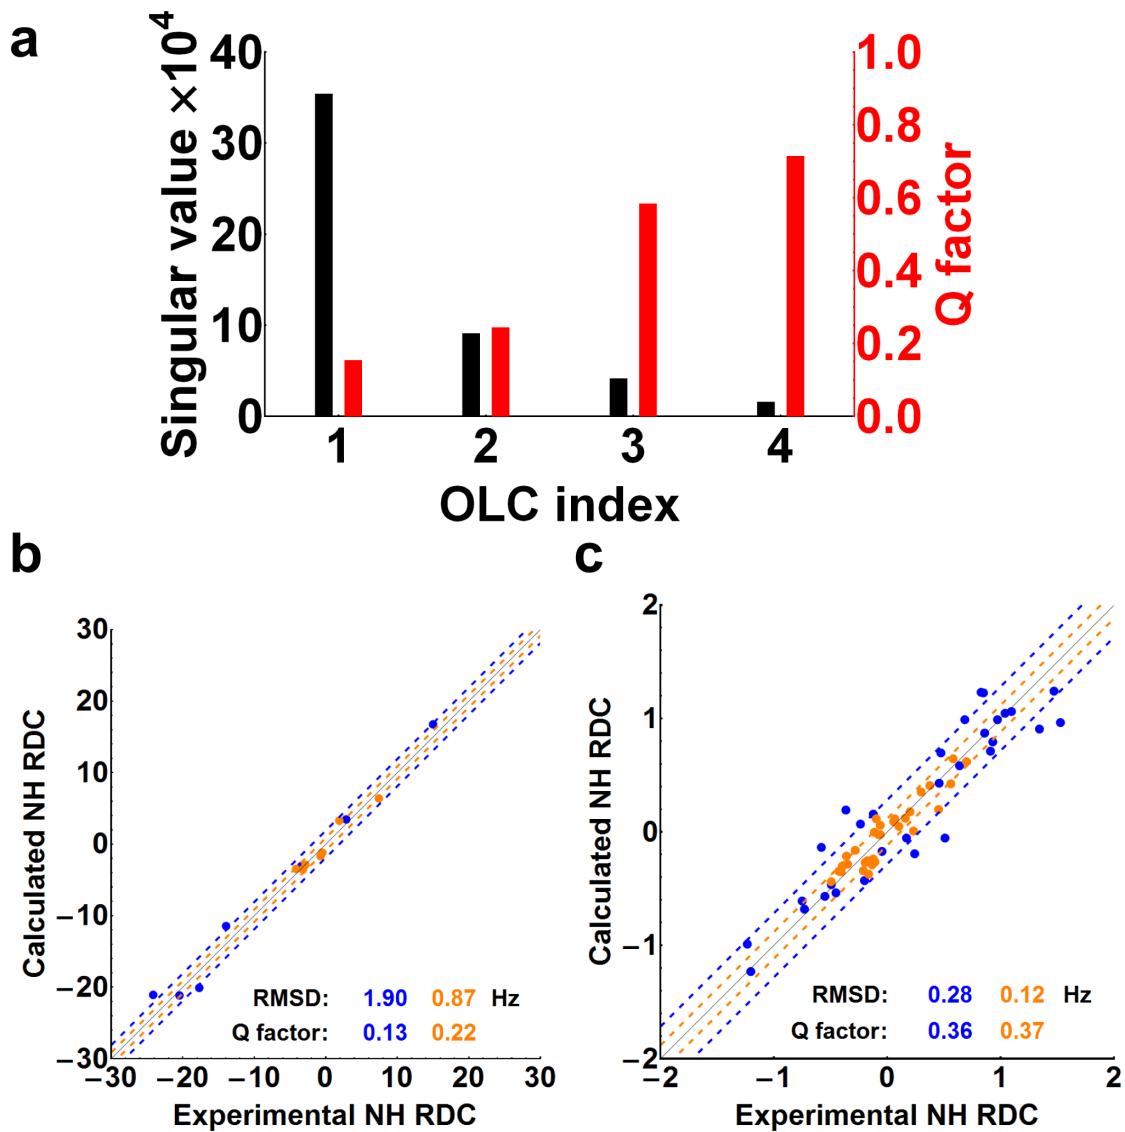 a
Singular value ×10⁴
40
30
20
10
0
1.0
0.8
0.6
0.4
0.2
0.0
Q factor
1 2 3 4
OLC index
b
Calculated NH RDC
30
20
10
0
−10
−20
−30
RMSD: 1.90 0.87 Hz
Q factor: 0.13 0.22
−30 −20 −10 0 10 20 30
Experimental NH RDC
c
Calculated NH RDC
2
1
0
−1
−2
RMSD: 0.28 0.12 Hz
Q factor: 0.36 0.37
−2 −1 0 1 2
Experimental NH RDC